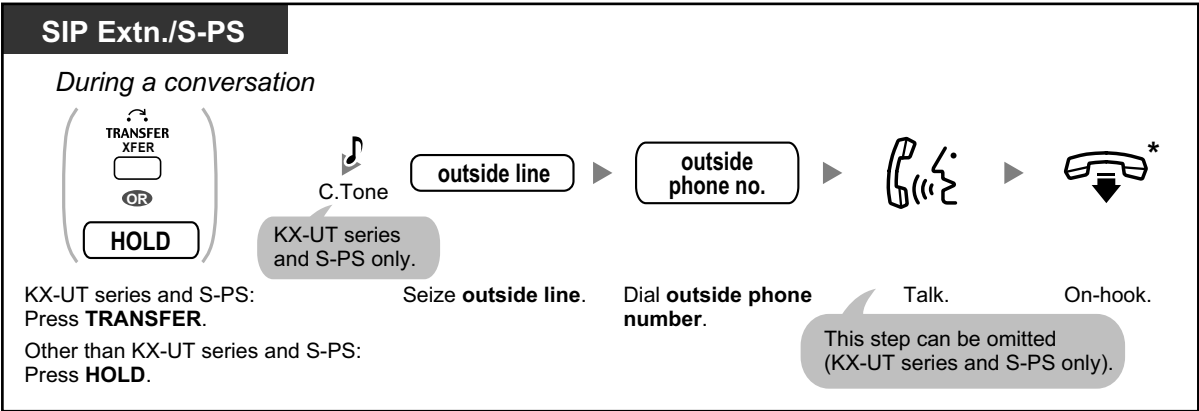 SIP Extn./S-PS
During a conversation
TRANSFER
XFER
OR
HOLD
C.Tone
KX-UT series
and S-PS only.
outside line
outside
phone no.
*
KX-UT series and S-PS:
Press TRANSFER.
Other than KX-UT series and S-PS:
Press HOLD.
Seize outside line.
Dial outside phone
number.
Talk.
This step can be omitted
(KX-UT series and S-PS only).
On-hook.